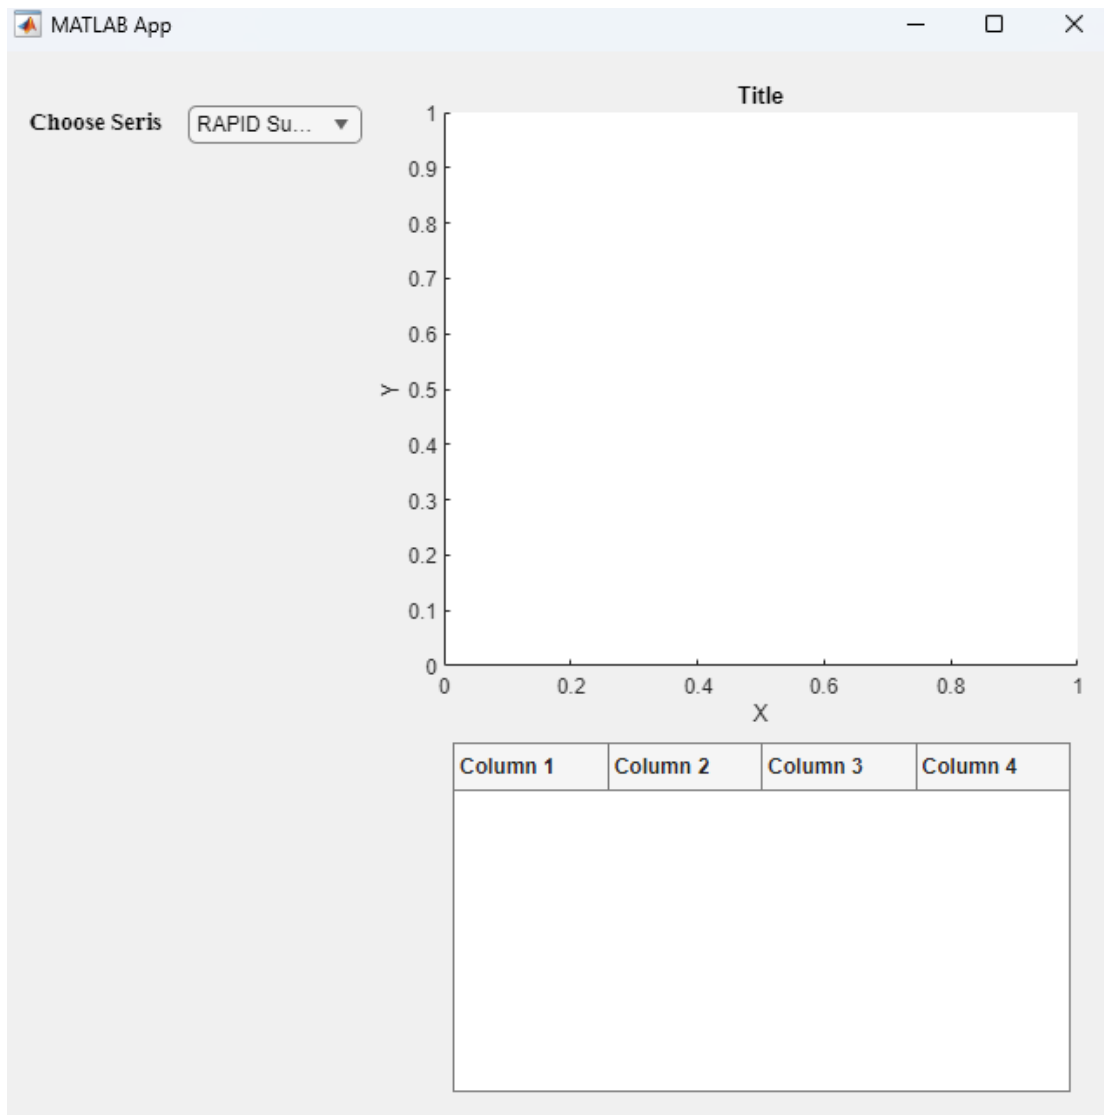 MATLAB App
Choose Seris
RAPID Su...
Title
1
0.9
0.8
0.7
0.6
0.5
0.4
0.3
0.2
0.1
0
Y
0 0.2 0.4 0.6 0.8 1
X
Column 1 Column 2 Column 3 Column 4